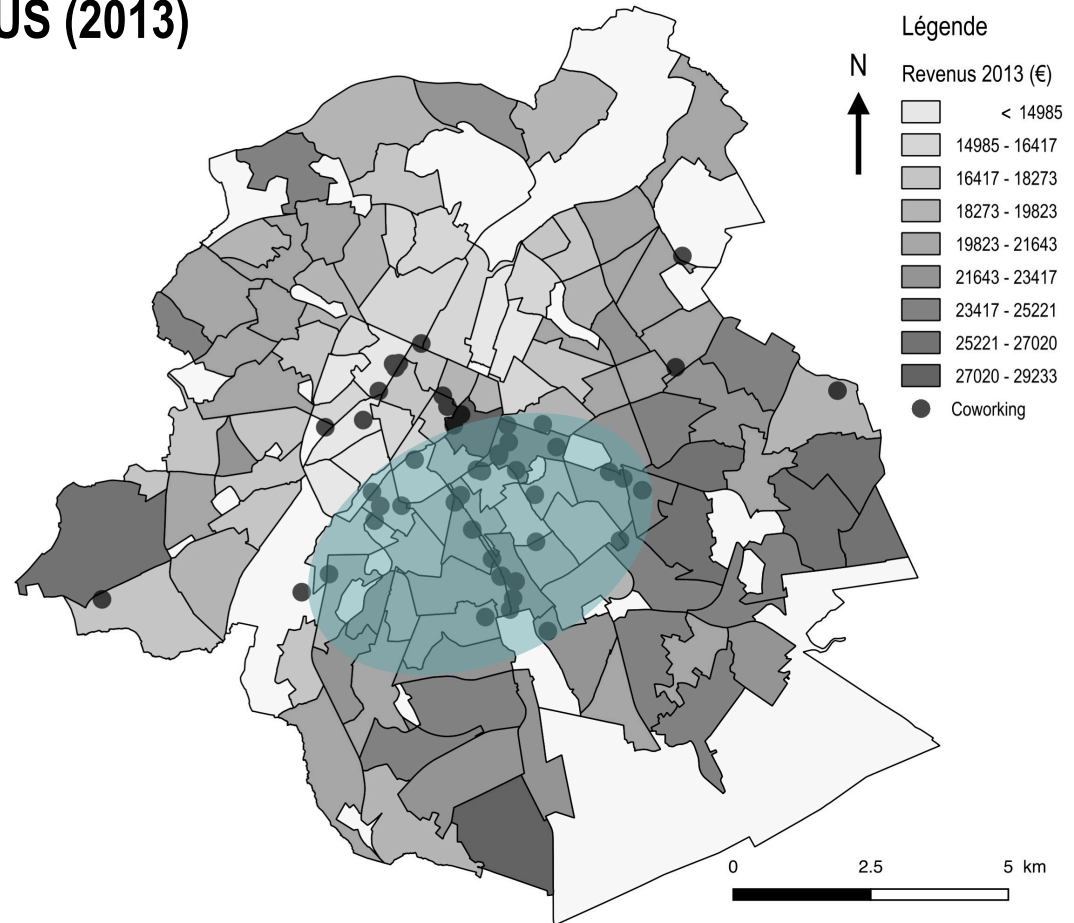 US (2013)
Légende
N
Revenus 2013 (€)
< 14985
14985 - 16417
16417 - 18273
18273 - 19823
19823 - 21643
21643 - 23417
23417 - 25221
25221 - 27020
27020 - 29233
Coworking
0 2.5 5 km